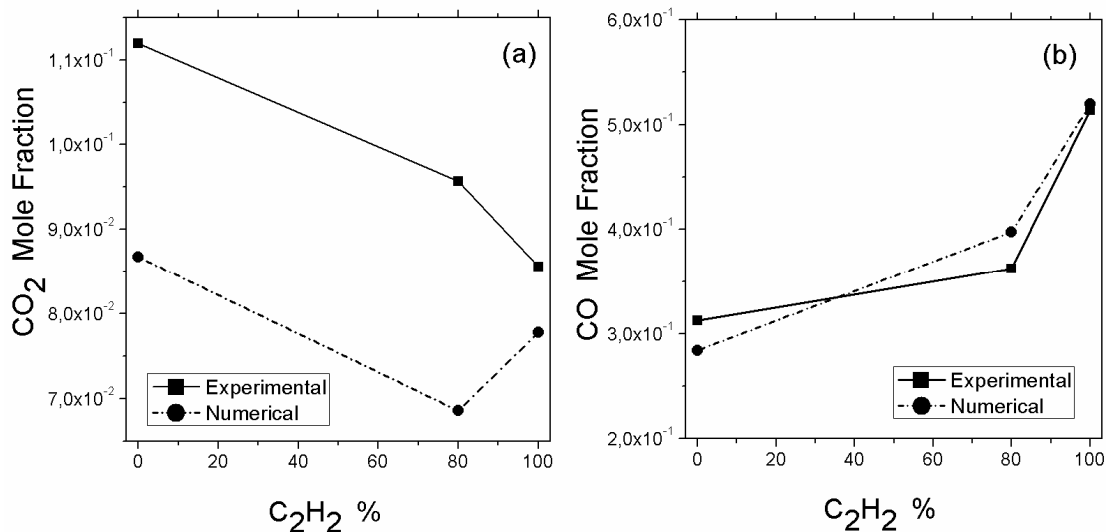 (a)
CO₂ Mole Fraction
1,1x10⁻¹
1,0x10⁻¹
9,0x10⁻²
8,0x10⁻²
7,0x10⁻²
Experimental
Numerical
0 20 40 60 80 100
C₂H₂ %
(b)
CO Mole Fraction
6,0x10⁻¹
5,0x10⁻¹
4,0x10⁻¹
3,0x10⁻¹
2,0x10⁻¹
Experimental
Numerical
0 20 40 60 80 100
C₂H₂ %